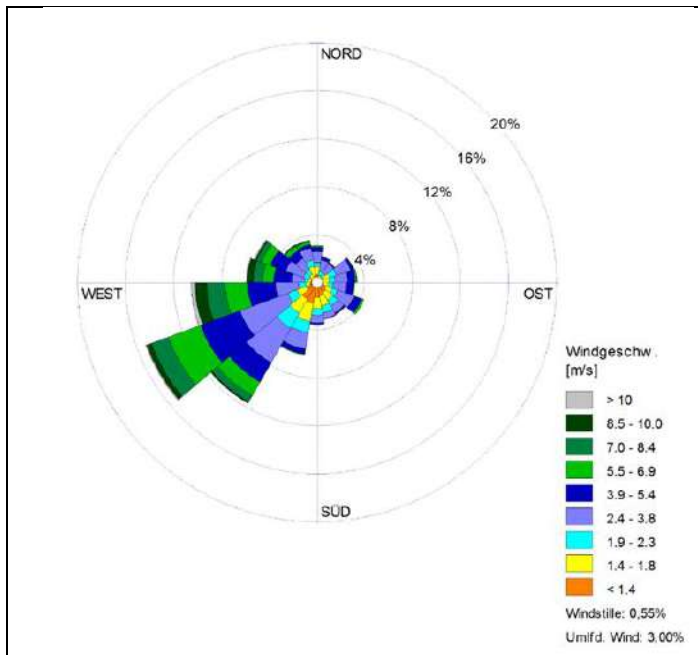 NORD
20%
16%
12%
8%
4%
WEST
OST
SÜD
Windgeschw.
[m/s]
> 10
8.5 - 10.0
7.0 - 8.4
5.5 - 6.9
3.9 - 5.4
2.4 - 3.8
1.9 - 2.3
1.4 - 1.8
< 1.4
Windstille: 0,55%
Umlfd. Wind: 3,00%